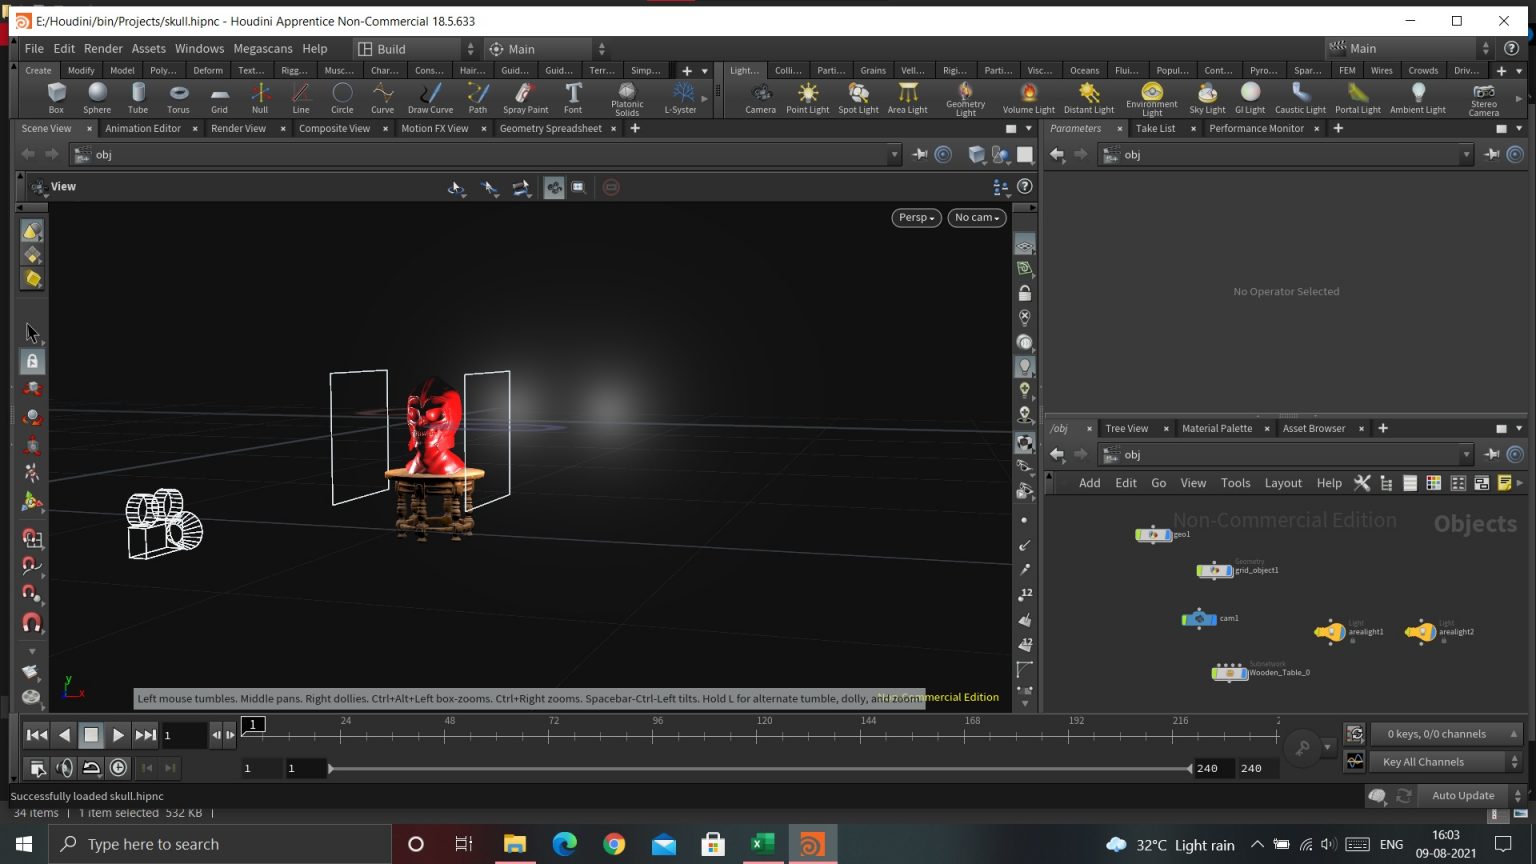 E:/Houdini/bin/Projects/skull.hipnc - Houdini Apprentice Non-Commercial 18.5.633
File Edit Render Assets Windows Megascans Help Build Main Main
Create Modify Model Poly... Deform Text... Rigg... Musc... Char... Cons... Hair... Guid... Guid... Terr... Simp...
Light... Colli... Parti... Grains Vell... Rigi... Parti... Visc... Oceans Flui... Popul... Cont... Pyro... Spar... FEM Wires Crowds Driv...
Box Sphere Tube Torus Grid Null Line Circle Curve Draw Curve Path Spray Paint Font Platonic Solids L-System
Camera Point Light Spot Light Area Light Geometry Light Volume Light Distant Light Environment Light Sky Light GI Light Caustic Light Portal Light Ambient Light Stereo Camera
Scene View Animation Editor Render View Composite View Motion FX View Geometry Spreadsheet
Parameters Take List Performance Monitor
obj
obj
View
Persp
No cam
No Operator Selected
/obj Tree View Material Palette Asset Browser
obj
Add Edit Go View Tools Layout Help
Non-Commercial Edition
Objects
geo1
Geometry
grid_object1
cam1
Light
arealight1
Light
arealight2
Subnetwork
Wooden_Table_0
12
12
y
x
Left mouse tumbles. Middle pans. Right dollies. Ctrl+Alt+Left box-zooms. Ctrl+Right zooms. Spacebar-Ctrl-Left tilts. Hold L for alternate tumble, dolly, and zoom.
Non-Commercial Edition
1
1 24 48 72 96 120 144 168 192 216 2
0 keys, 0/0 channels
1 1 240 240
Key All Channels
Successfully loaded skull.hipnc
Auto Update
34 items 1 item selected 532 KB
Type here to search
32°C Light rain
ENG
16:03
09-08-2021